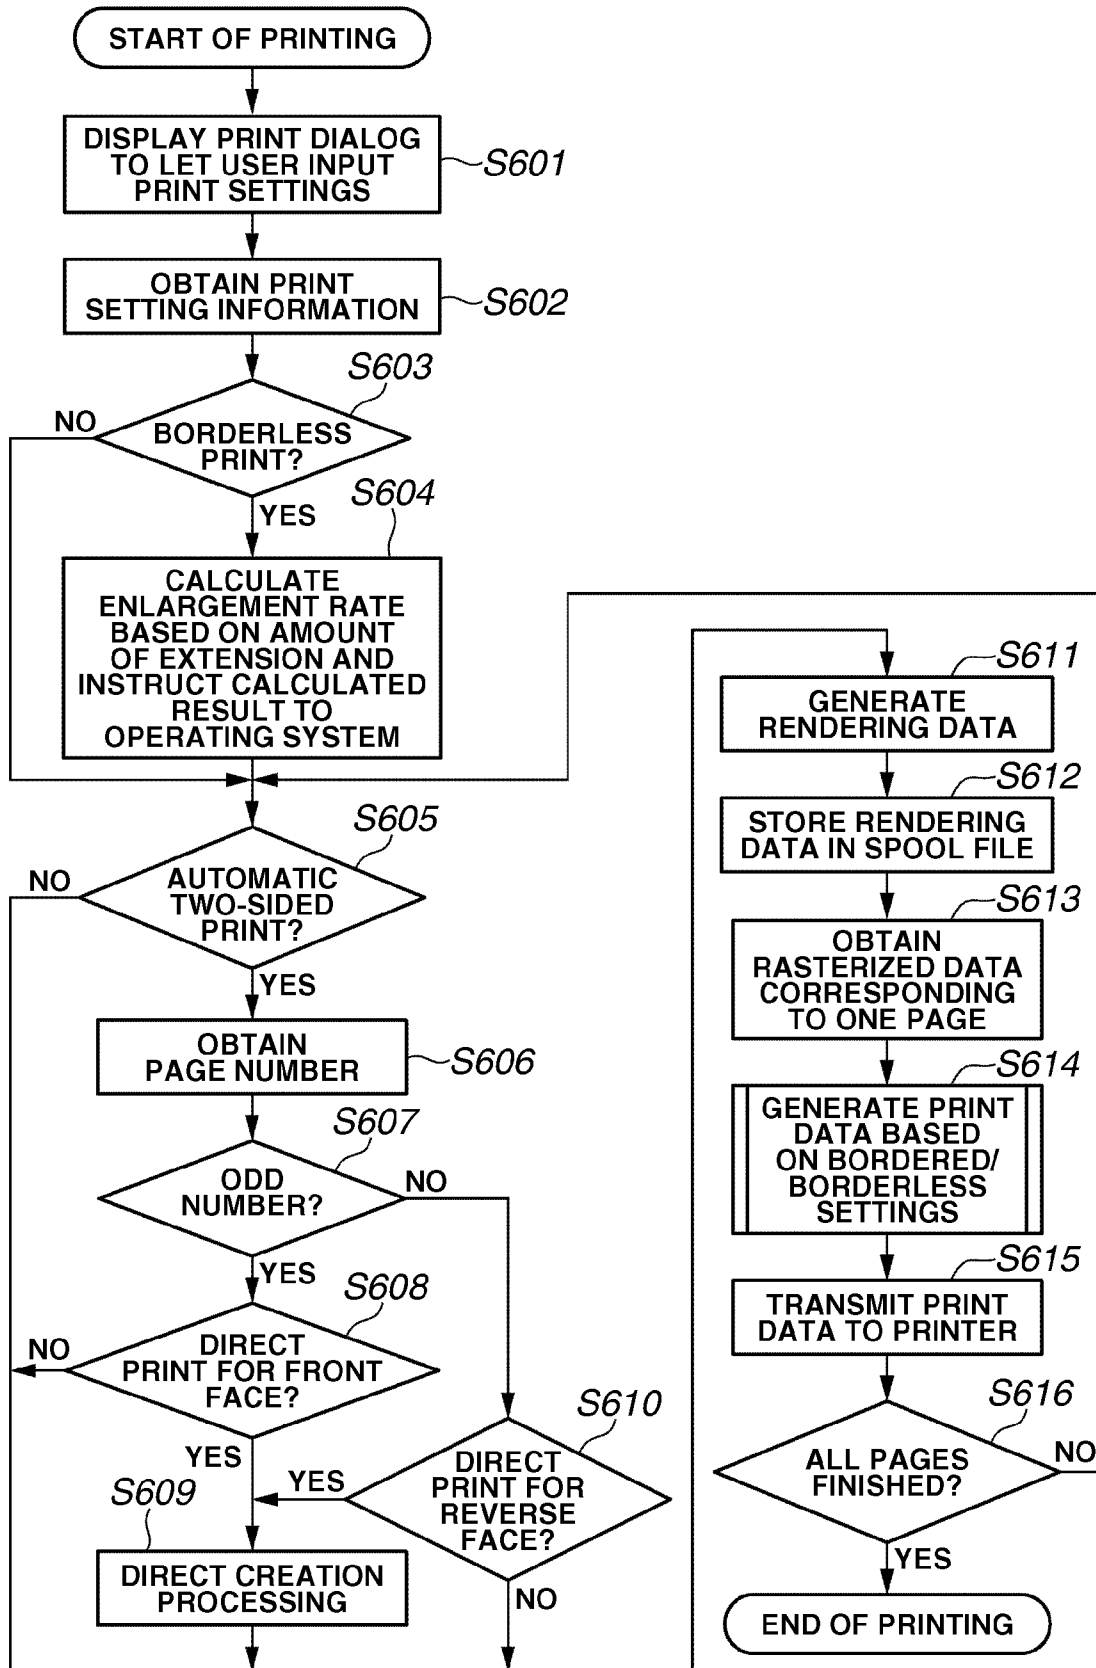 START OF PRINTING
DISPLAY PRINT DIALOG
TO LET USER INPUT
PRINT SETTINGS
S601
OBTAIN PRINT
SETTING INFORMATION
S602
S603
NO
BORDERLESS
PRINT?
YES
S604
CALCULATE
ENLARGEMENT RATE
BASED ON AMOUNT
OF EXTENSION AND
INSTRUCT CALCULATED
RESULT TO
OPERATING SYSTEM
S605
NO
AUTOMATIC
TWO-SIDED
PRINT?
YES
OBTAIN
PAGE NUMBER
S606
S607
ODD
NUMBER?
NO
YES
S608
NO
DIRECT
PRINT FOR FRONT
FACE?
YES
S610
DIRECT
PRINT FOR
REVERSE
FACE?
YES
NO
S609
DIRECT CREATION
PROCESSING
S611
GENERATE
RENDERING DATA
S612
STORE RENDERING
DATA IN SPOOL FILE
S613
OBTAIN
RASTERIZED DATA
CORRESPONDING
TO ONE PAGE
S614
GENERATE PRINT
DATA BASED
ON BORDERED/
BORDERLESS
SETTINGS
S615
TRANSMIT PRINT
DATA TO PRINTER
S616
ALL PAGES
FINISHED?
NO
YES
END OF PRINTING